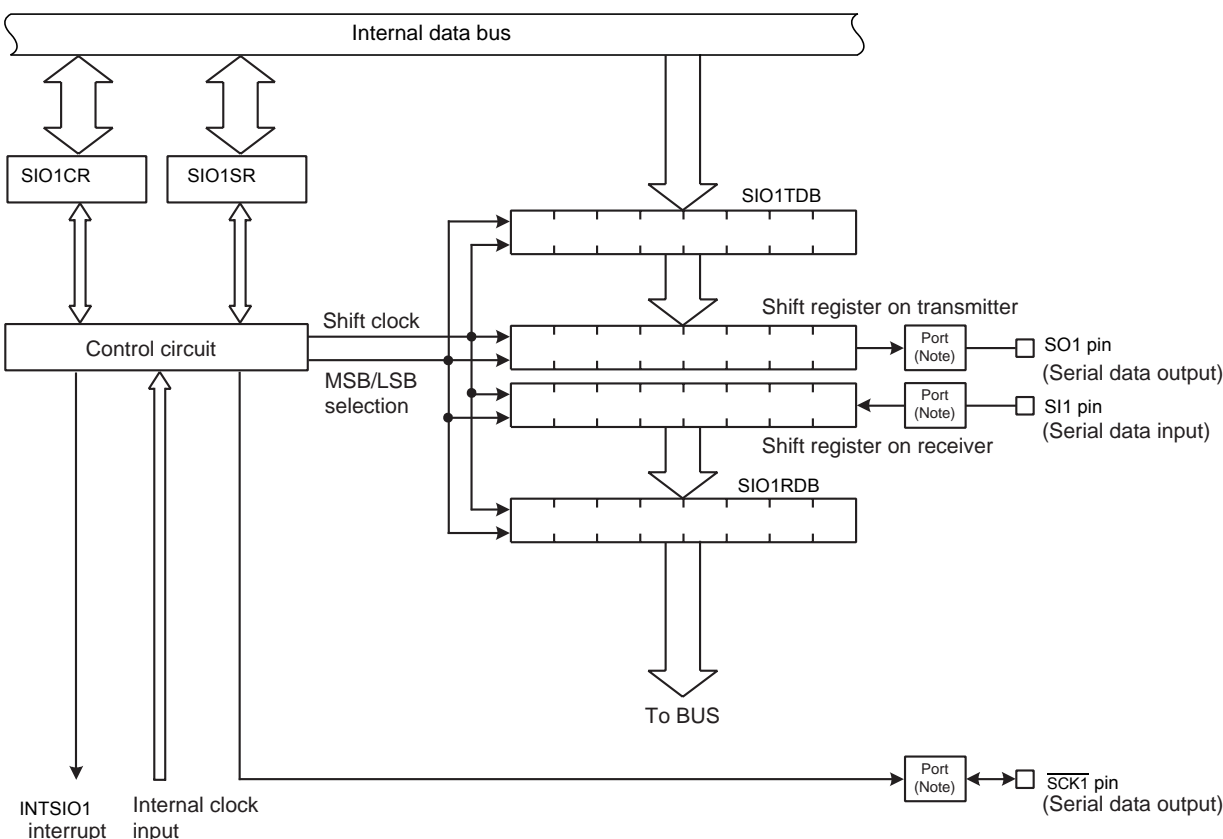 Internal data bus
SIO1CR
SIO1SR
SIO1TDB
Shift register on transmitter
Shift clock
Control circuit
MSB/LSB
selection
Port
(Note)
SO1 pin
(Serial data output)
Port
(Note)
SI1 pin
(Serial data input)
Shift register on receiver
SIO1RDB
To BUS
Port
(Note)
SCK1 pin
(Serial data output)
INTSIO1
interrupt
Internal clock
input